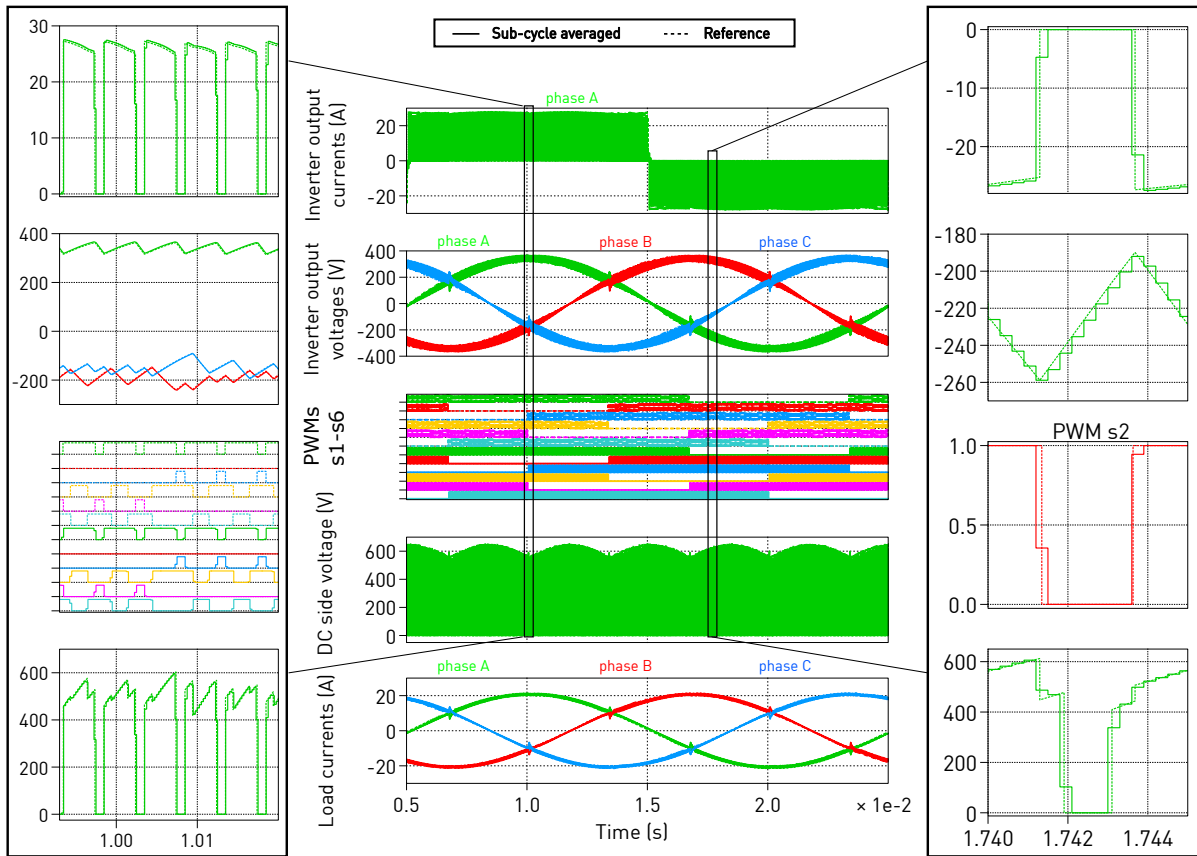 Sub-cycle averaged
Reference
30
20
10
0
400
200
0
-200
600
400
200
0
1.00
1.01
phase A
Inverter output
currents (A)
20
0
-20
phase A
phase B
phase C
Inverter output
voltages (V)
400
200
0
-200
-400
PWMs
s1-s6
DC side voltage (V)
600
400
200
0
phase A
phase B
phase C
Load currents (A)
20
0
-20
0.5
1.0
1.5
2.0
× 1e-2
Time (s)
0
-10
-20
-180
-200
-220
-240
-260
PWM s2
1.0
0.5
0.0
600
400
200
0
1.740
1.742
1.744